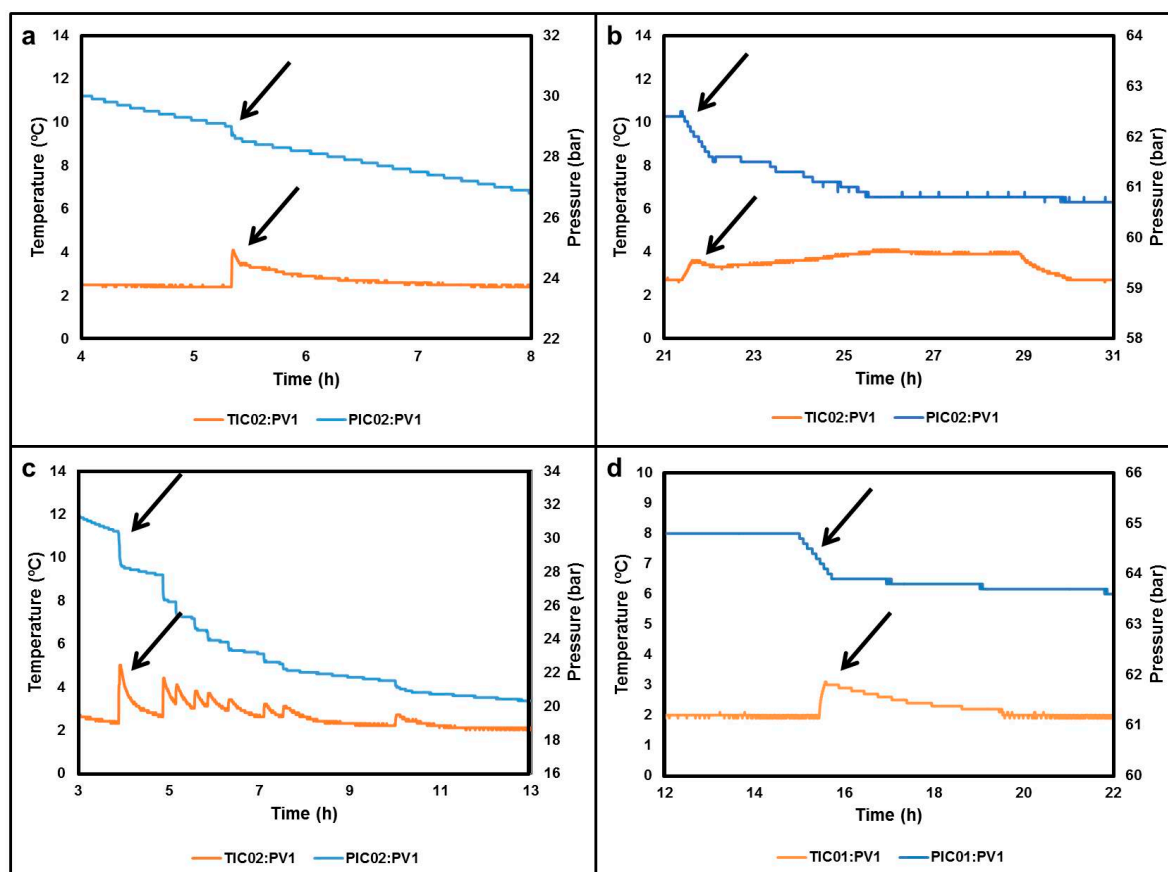 a
14
12
10
8
6
4
2
0
Temperature (°C)
32
30
28
26
24
22
Pressure (bar)
4 5 6 7 8
Time (h)
TIC02:PV1 PIC02:PV1
b
14
12
10
8
6
4
2
0
Temperature (°C)
64
63
62
61
60
59
58
Pressure (bar)
21 22 23 25 27 29 31
Time (h)
TIC02:PV1 PIC02:PV1
c
14
12
10
8
6
4
2
0
Temperature (°C)
34
32
30
28
26
24
22
20
18
16
Pressure (bar)
3 5 7 9 11 13
Time (h)
TIC02:PV1 PIC02:PV1
d
10
9
8
7
6
5
4
3
2
1
0
Temperature (°C)
66
65
64
63
62
61
60
Pressure (bar)
12 14 16 18 20 22
Time (h)
TIC01:PV1 PIC01:PV1